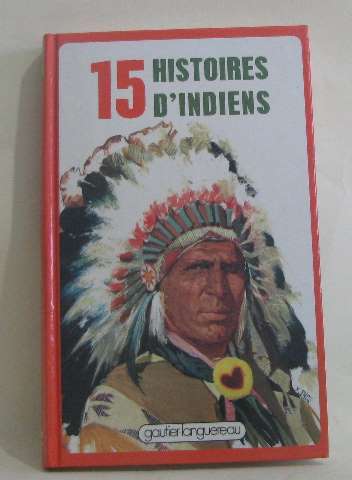 15 HISTOIRES
D'INDIENS
gautier-languereau